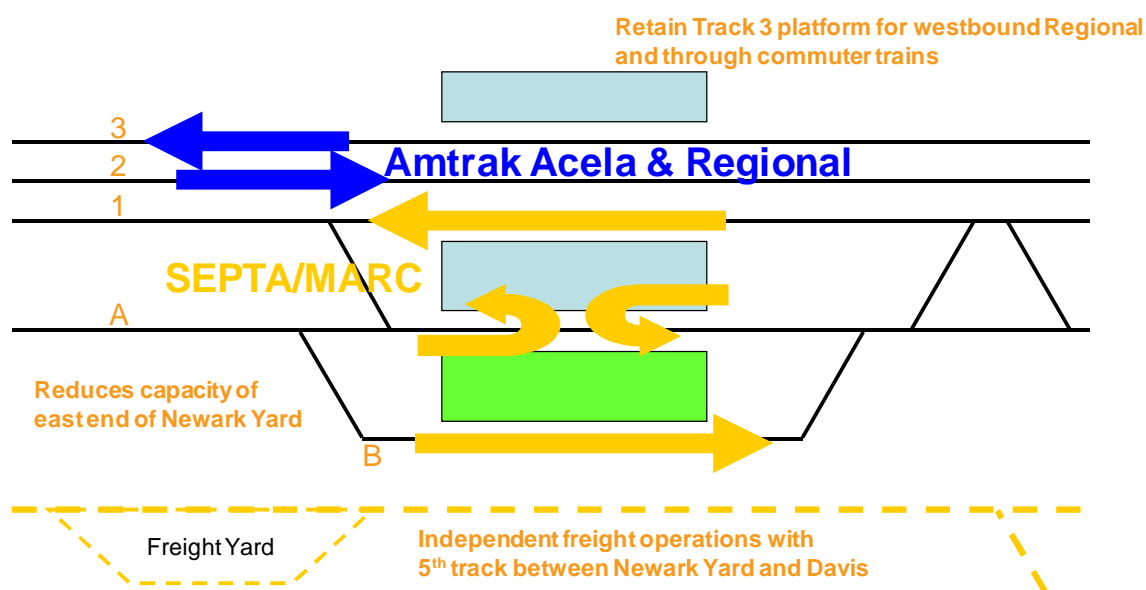 Retain Track 3 platform for westbound Regional
and through commuter trains
3
2
Amtrak Acela & Regional
1
SEPTA/MARC
A
Reduces capacity of
east end of Newark Yard
B
Freight Yard
Independent freight operations with
5th track between Newark Yard and Davis